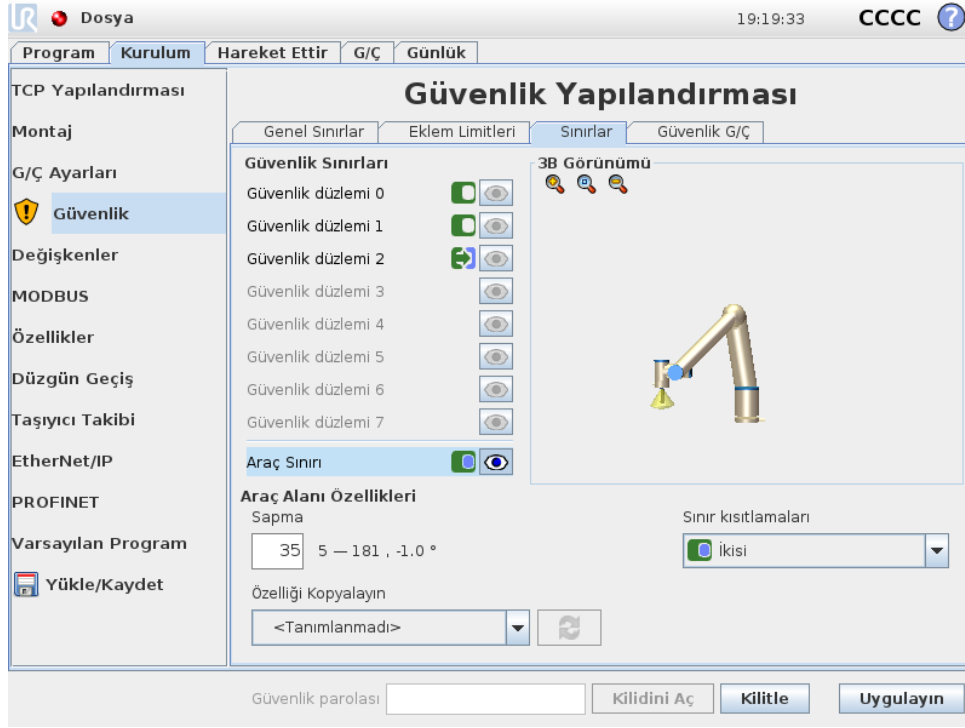 UR Dosya 19:19:33 CCCC ?
Program Kurulum Hareket Ettir G/Ç Günlük
TCP Yapılandırması
Montaj
G/Ç Ayarları
Güvenlik
Değişkenler
MODBUS
Özellikler
Düzgün Geçiş
Taşıyıcı Takibi
EtherNet/IP
PROFINET
Varsayılan Program
Yükle/Kaydet
Güvenlik Yapılandırması
Genel Sınırlar Eklem Limitleri Sınırlar Güvenlik G/Ç
Güvenlik Sınırları
Güvenlik düzlemi 0
Güvenlik düzlemi 1
Güvenlik düzlemi 2
Güvenlik düzlemi 3
Güvenlik düzlemi 4
Güvenlik düzlemi 5
Güvenlik düzlemi 6
Güvenlik düzlemi 7
Araç Sınırı
3B Görünümü
Araç Alanı Özellikleri
Sapma
35 5 — 181 , -1.0 °
Sınır kısıtlamaları
İkisi
Özelliği Kopyalayın
<Tanımlanmadı>
Güvenlik parolası Kilidini Aç Kilitle Uygulayın